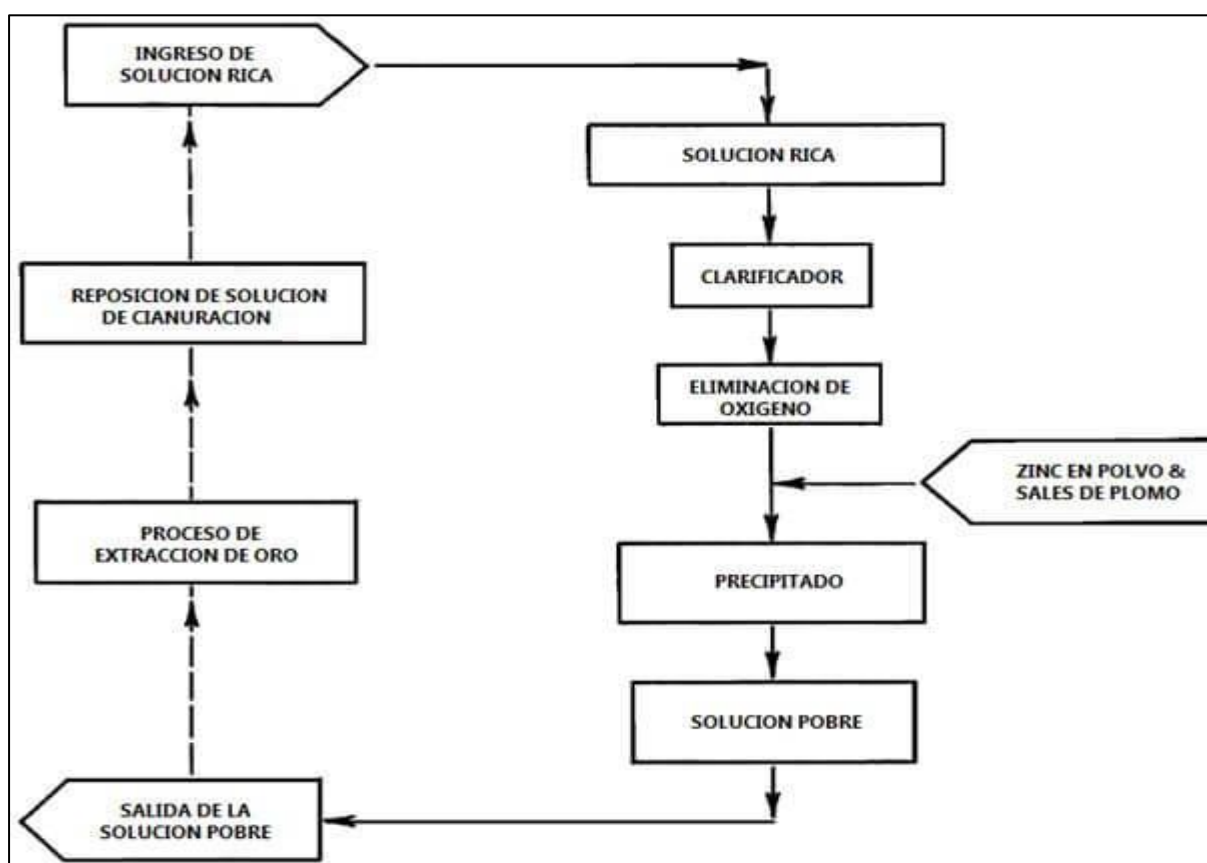 INGRESO DE
SOLUCION RICA
SOLUCION RICA
CLARIFICADOR
ELIMINACION DE
OXIGENO
ZINC EN POLVO &
SALES DE PLOMO
PRECIPITADO
SOLUCION POBRE
SALIDA DE LA
SOLUCION POBRE
PROCESO DE
EXTRACCION DE ORO
REPOSICION DE SOLUCION
DE CIANURACION